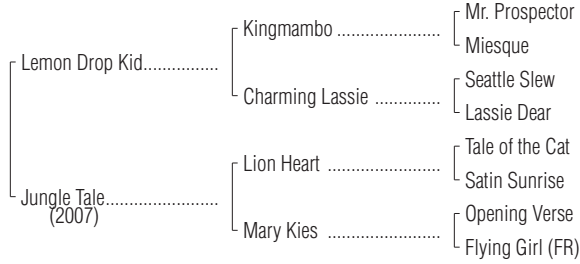 Mr. Prospector
Kingmambo ....................
Miesque
Lemon Drop Kid...............
Seattle Slew
Charming Lassie .............
Lassie Dear
Tale of the Cat
Lion Heart ......................
Satin Sunrise
Jungle Tale.......................
(2007)
Opening Verse
Mary Kies ......................
Flying Girl (FR)